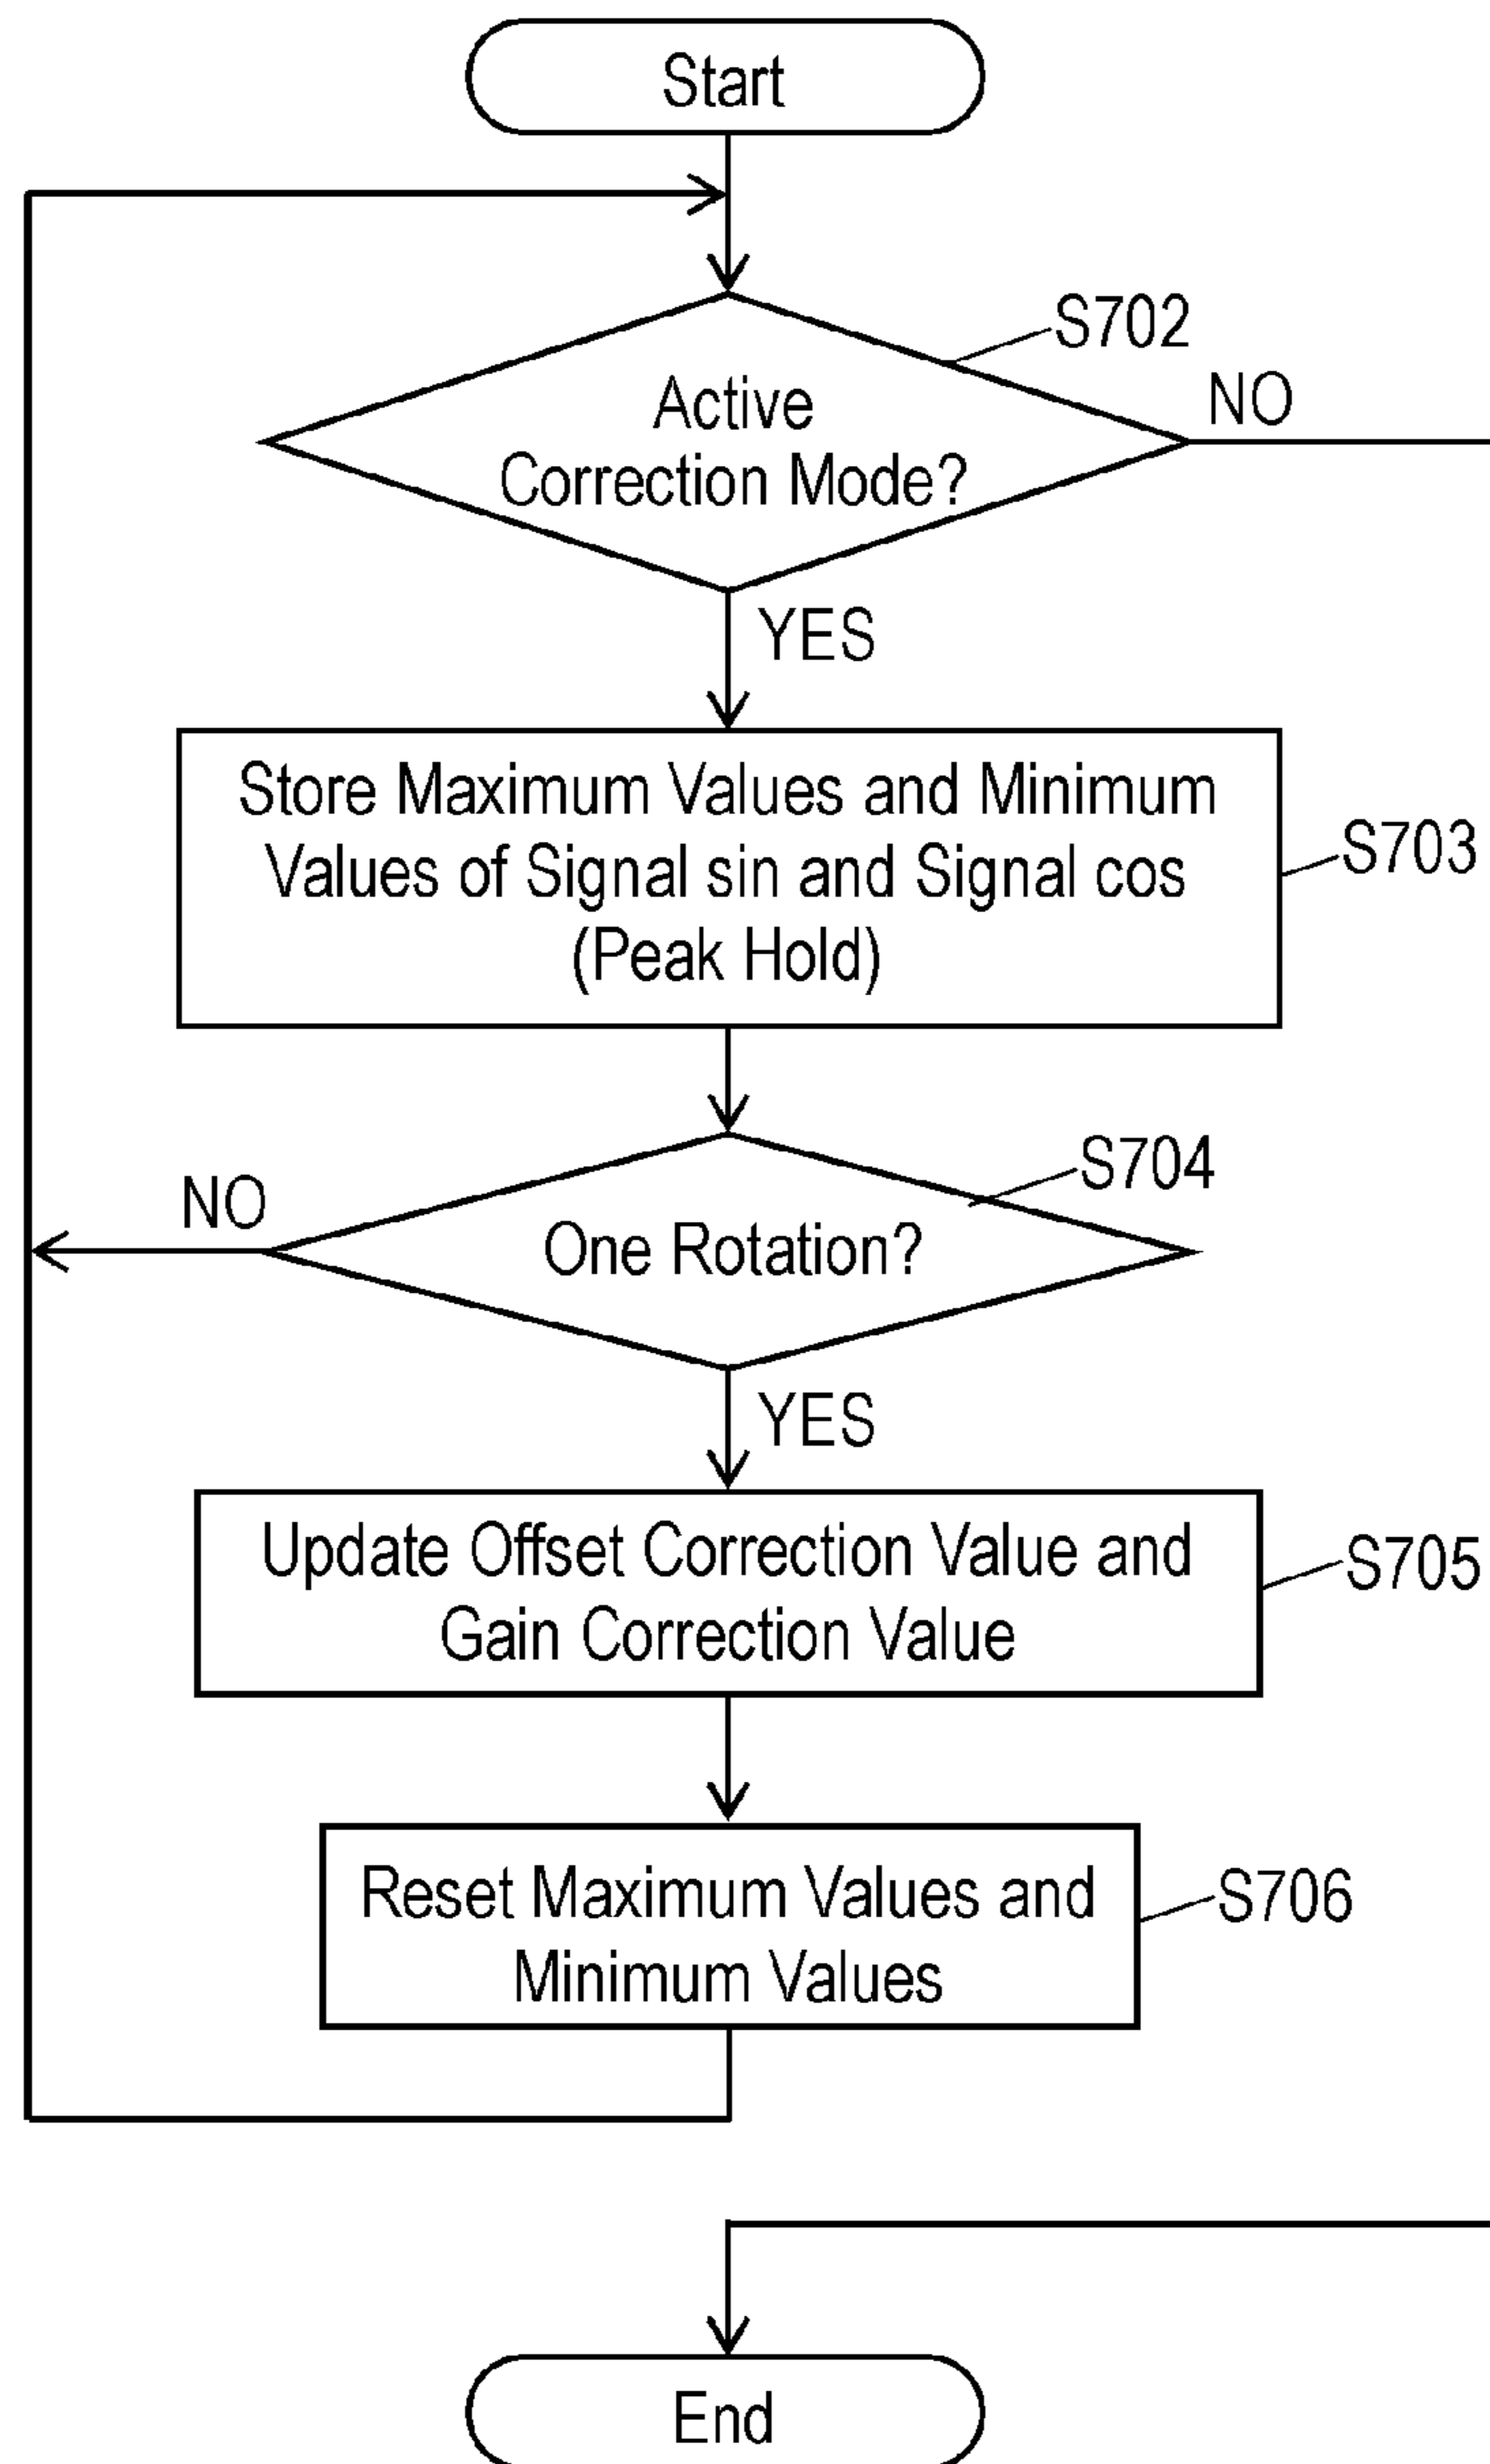 Start
S702
NO
Active
Correction Mode?
YES
Store Maximum Values and Minimum
Values of Signal sin and Signal cos
(Peak Hold)
S703
S704
NO
One Rotation?
YES
Update Offset Correction Value and
Gain Correction Value
S705
Reset Maximum Values and
Minimum Values
S706
End